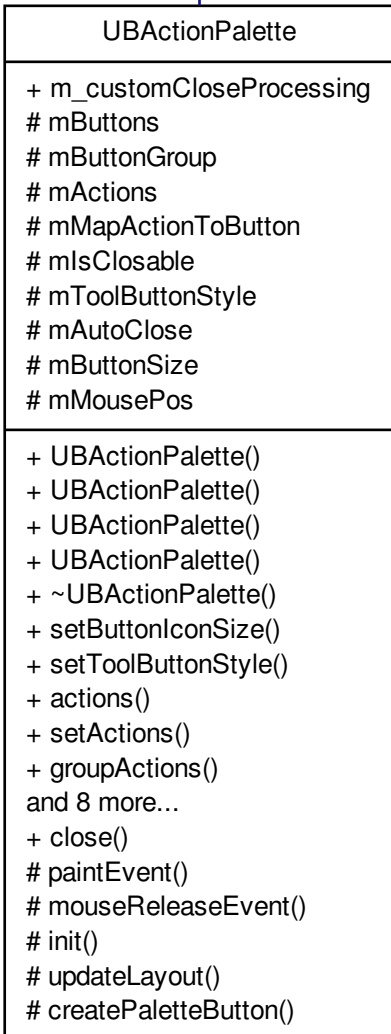 UBActionPalette
+ m_customCloseProcessing
# mButtons
# mButtonGroup
# mActions
# mMapActionToButton
# mIsClosable
# mToolButtonStyle
# mAutoClose
# mButtonSize
# mMousePos
+ UBActionPalette()
+ UBActionPalette()
+ UBActionPalette()
+ UBActionPalette()
+ ~UBActionPalette()
+ setButtonIconSize()
+ setToolButtonStyle()
+ actions()
+ setActions()
+ groupActions()
and 8 more...
+ close()
# paintEvent()
# mouseReleaseEvent()
# init()
# updateLayout()
# createPaletteButton()